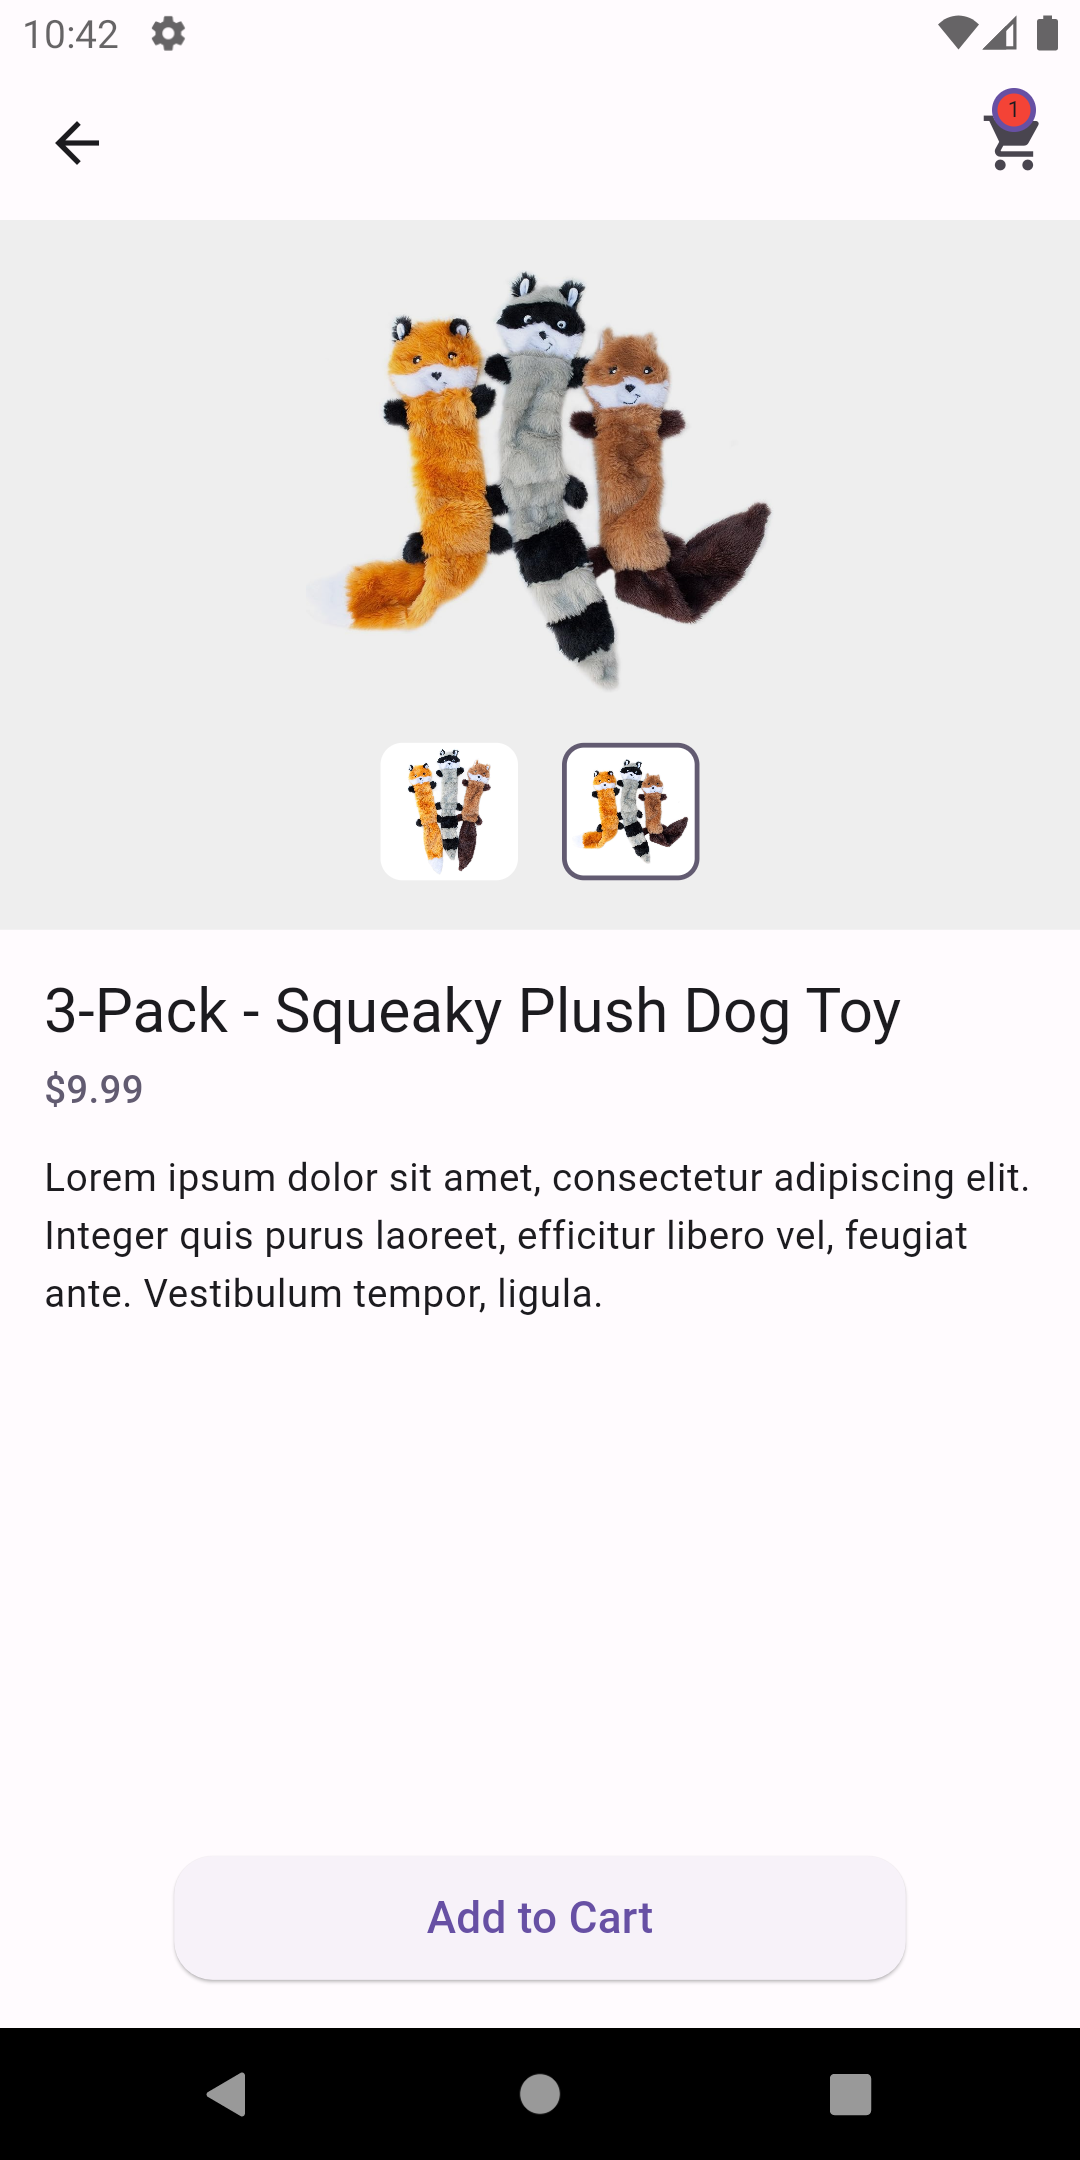 10:42
1
3-Pack - Squeaky Plush Dog Toy
$9.99
Lorem ipsum dolor sit amet, consectetur adipiscing elit.
Integer quis purus laoreet, efficitur libero vel, feugiat
ante. Vestibulum tempor, ligula.
Add to Cart